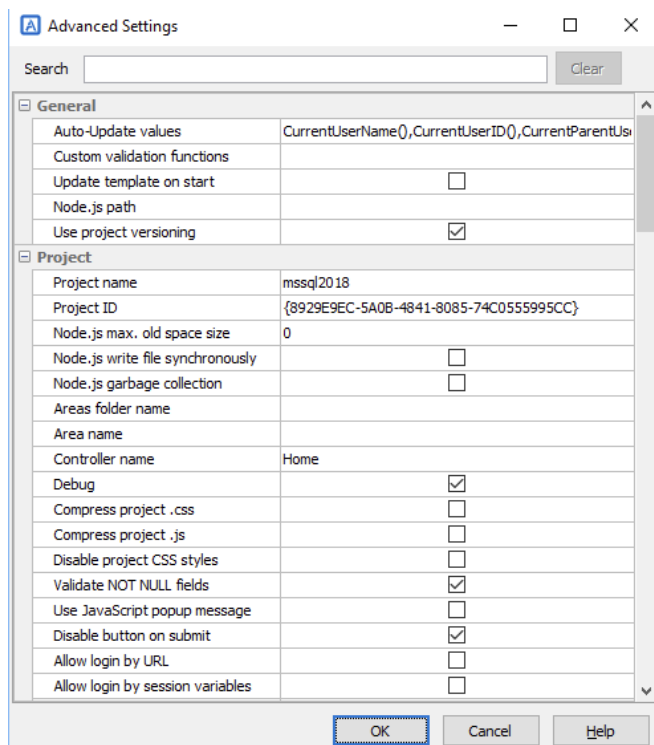 Advanced Settings
Search Clear
General
Auto-Update values CurrentUserName(),CurrentUserID(),CurrentParentUs
Custom validation functions
Update template on start
Node.js path
Use project versioning
Project
Project name mssql2018
Project ID {8929E9EC-5A0B-4841-8085-74C0555995CC}
Node.js max. old space size 0
Node.js write file synchronously
Node.js garbage collection
Areas folder name
Area name
Controller name Home
Debug
Compress project .css
Compress project .js
Disable project CSS styles
Validate NOT NULL fields
Use JavaScript popup message
Disable button on submit
Allow login by URL
Allow login by session variables
OK Cancel Help